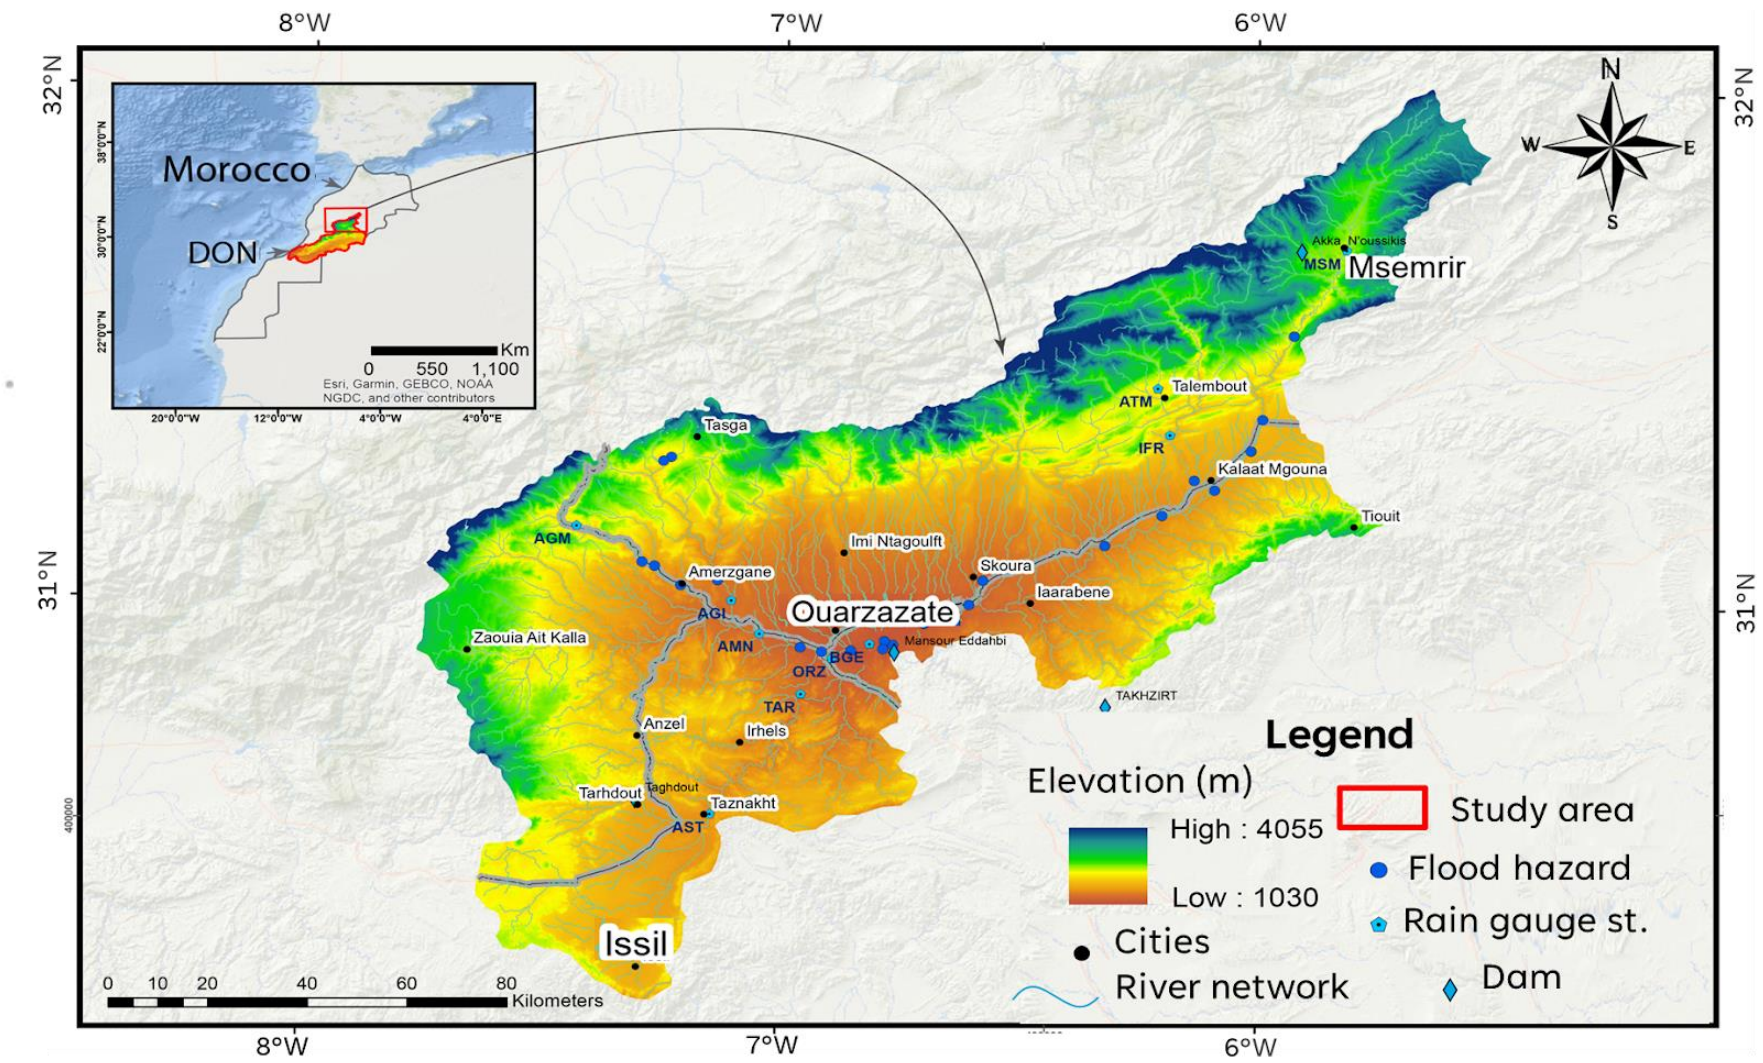 8°W
7°W
6°W
32°N
32°N
38°0'0"N
30°0'0"N
22°0'0"N
Morocco
DON
Km
0 550 1,100
Esri, Garmin, GEBCO, NOAA
NGDC, and other contributors
20°0'0"W
12°0'0"W
4°0'0"W
4°0'0"E
N
W
E
S
Akka N'oussikis
MSM
Msemrir
Talembout
ATM
IFR
Tasga
Kalaat Mgouna
Tiouit
AGM
Imi Ntagoulft
Skoura
Amerzgane
Iaarabene
31°N
31°N
AGI
Ouarzazate
Zaouia Ait Kalla
AMN
BGE
Mansour Eddahbi
ORZ
TAR
TAKHZIRT
Anzel
Irhels
Tarhdout
Taghdout
Taznakht
AST
400000
Issil
Legend
Elevation (m)
High : 4055
Low : 1030
Study area
Flood hazard
Rain gauge st.
Cities
River network
Dam
0 10 20 40 60 80
Kilometers
8°W
7°W
6°W